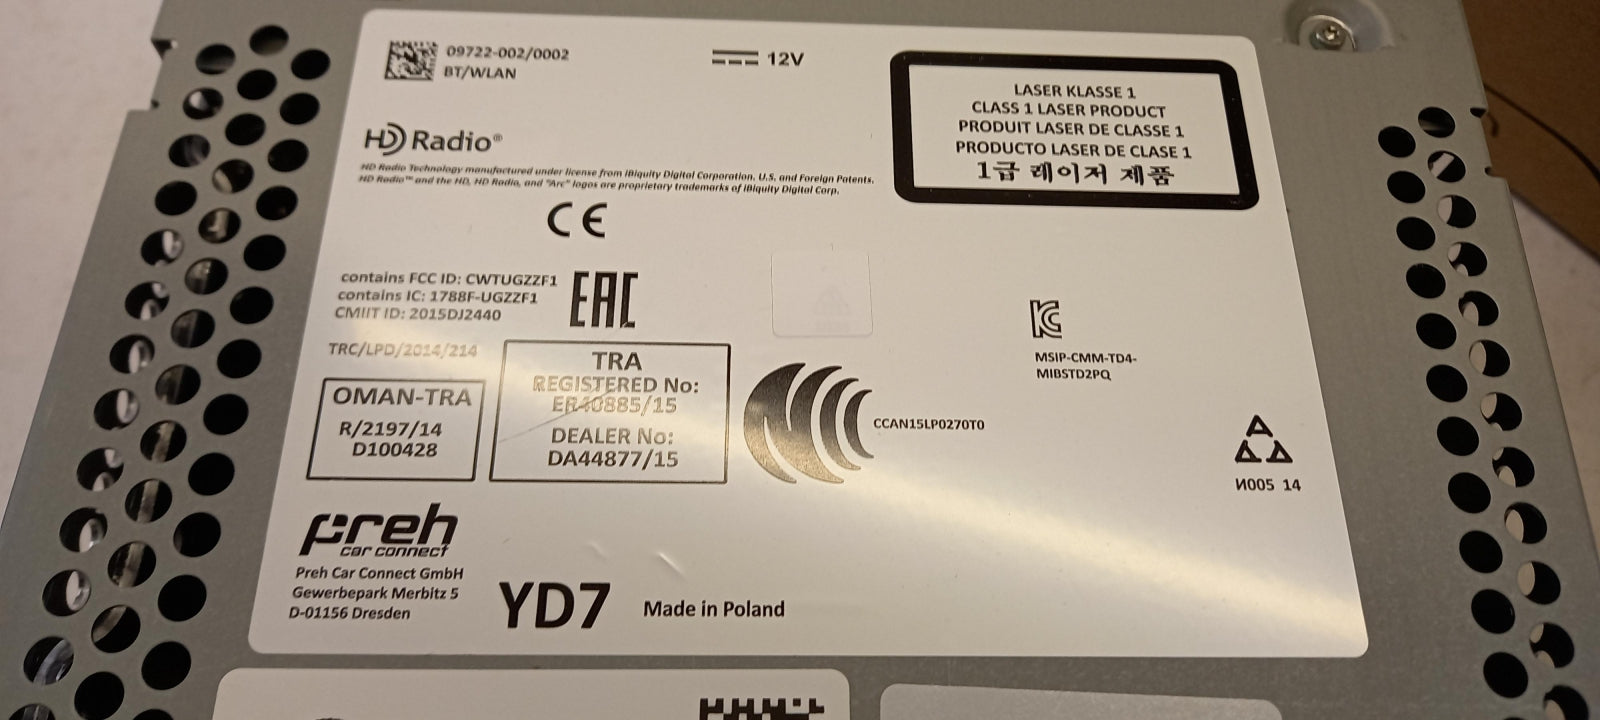 09722-002/0002
BT/WLAN
12V
LASER KLASSE 1
CLASS 1 LASER PRODUCT
PRODUIT LASER DE CLASSE 1
PRODUCTO LASER DE CLASE 1
1급 레이저 제품
HD Radio®
HD Radio Technology manufactured under license from iBiquity Digital Corporation. U.S. and Foreign Patents.
HD Radio™ and the HD, HD Radio, and "Arc" logos are proprietary trademarks of iBiquity Digital Corp.
CE
contains FCC ID: CWTUGZZF1
contains IC: 1788F-UGZZF1
CMIIT ID: 2015DJ2440
EAC
TRC/LPD/2014/214
OMAN-TRA
R/2197/14
D100428
TRA
REGISTERED No:
ER40885/15
DEALER No:
DA44877/15
CCAN15LP0270T0
KC
MSIP-CMM-TD4-
MIBSTD2PQ
И005 14
preh
car connect
Preh Car Connect GmbH
Gewerbepark Merbitz 5
D-01156 Dresden
YD7
Made in Poland